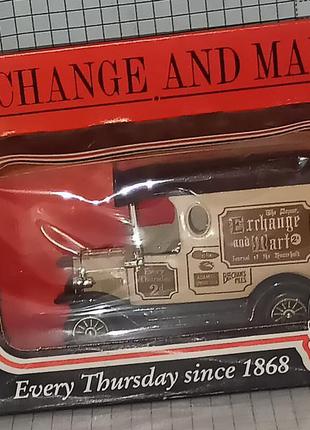 CHANGE AND MA
The
Exchange
and Mart
Journal of the Household
Every
Thursday
2d
BEECHAMS
PILLS
Every Thursday since 1868